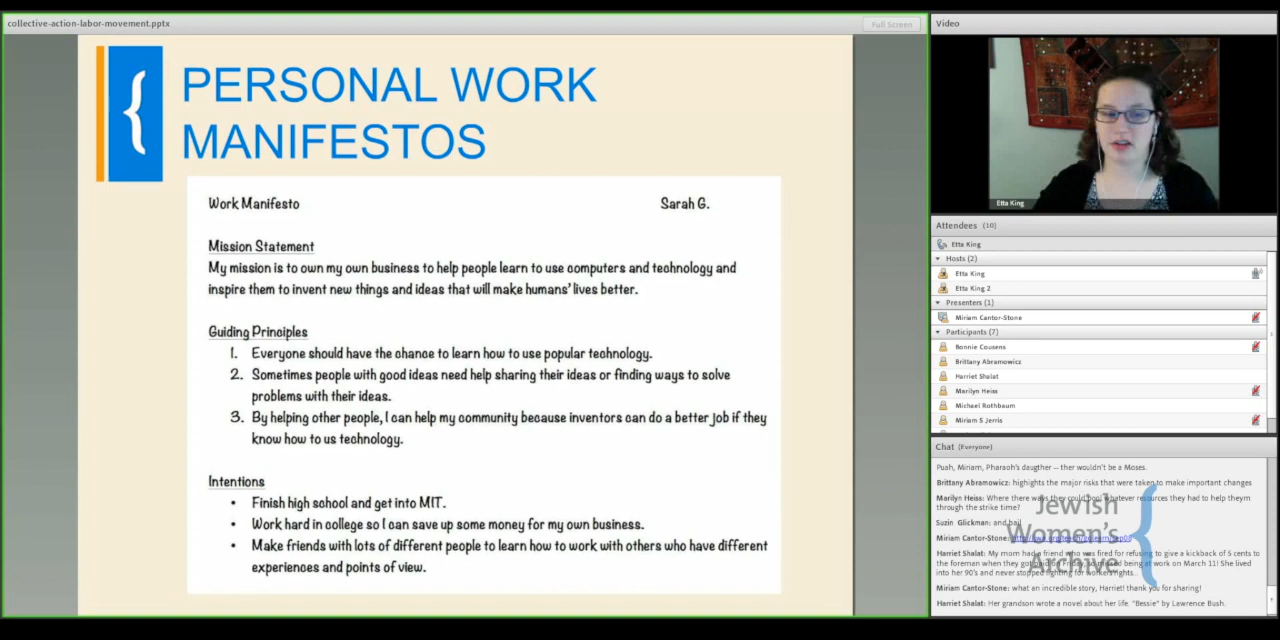 collective-action-labor-movement.pptx
Full Screen
{
PERSONAL WORK
MANIFESTOS
Work Manifesto
Sarah G.
Mission Statement
My mission is to own my own business to help people learn to use computers and technology and
inspire them to invent new things and ideas that will make humans' lives better.
Guiding Principles
1. Everyone should have the chance to learn how to use popular technology.
2. Sometimes people with good ideas need help sharing their ideas or finding ways to solve
problems with their ideas.
3. By helping other people, I can help my community because inventors can do a better job if they
know how to us technology.
Intentions
• Finish high school and get into MIT.
• Work hard in college so I can save up some money for my own business.
• Make friends with lots of different people to learn how to work with others who have different
experiences and points of view.
Video
Etta King
Attendees (10)
Etta King
Hosts (2)
Etta King
Etta King 2
Presenters (1)
Miriam Cantor-Stone
Participants (7)
Bonnie Cousens
Brittany Abramowicz
Harriet Shalat
Marilyn Heiss
Michael Rothbaum
Miriam S Jerris
Chat (Everyone)
Puah, Miriam, Pharaoh's daugther -- ther wouldn't be a Moses.
Brittany Abramowicz: highights the major risks that were taken to make important changes
Marilyn Heiss: Where there ways they could pool whatever resources they had to help theym
through the strike time?
Suzin Glickman: and bail
Miriam Cantor-Stone:
Harriet Shalat: My mom had a friend who was fired for refusing to give a kickback of 5 cents to
the foreman when they got paid on Friday, so missed being at work on March 11! She lived
into her 90's and never stopped fighting for workers rights..
Miriam Cantor-Stone: what an incredible story, Harriet! thank you for sharing!
Harriet Shalat: Her grandson wrote a novel about her life. "Bessie" by Lawrence Bush.
Jewish
Women's
Archive